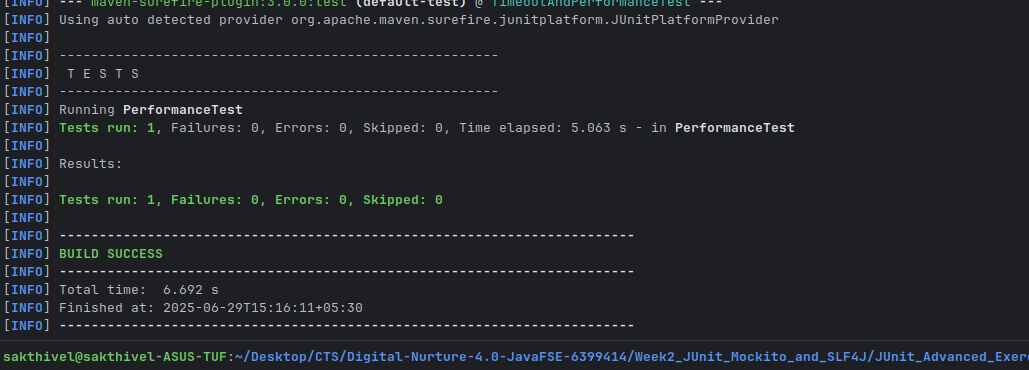 [INFO] --- maven-surefire-plugin:3.0.0:test (default-test) @ TimeoutAndPerformanceTest ---
[INFO] Using auto detected provider org.apache.maven.surefire.junitplatform.JUnitPlatformProvider
[INFO]
[INFO] -------------------------------------------------------
[INFO]  T E S T S
[INFO] -------------------------------------------------------
[INFO] Running PerformanceTest
[INFO] Tests run: 1, Failures: 0, Errors: 0, Skipped: 0, Time elapsed: 5.063 s - in PerformanceTest
[INFO]
[INFO] Results:
[INFO]
[INFO] Tests run: 1, Failures: 0, Errors: 0, Skipped: 0
[INFO]
[INFO] ------------------------------------------------------------------------
[INFO] BUILD SUCCESS
[INFO] ------------------------------------------------------------------------
[INFO] Total time:  6.692 s
[INFO] Finished at: 2025-06-29T15:16:11+05:30
[INFO] ------------------------------------------------------------------------
sakthivel@sakthivel-ASUS-TUF:~/Desktop/CTS/Digital-Nurture-4.0-JavaFSE-6399414/Week2_JUnit_Mockito_and_SLF4J/JUnit_Advanced_Exer